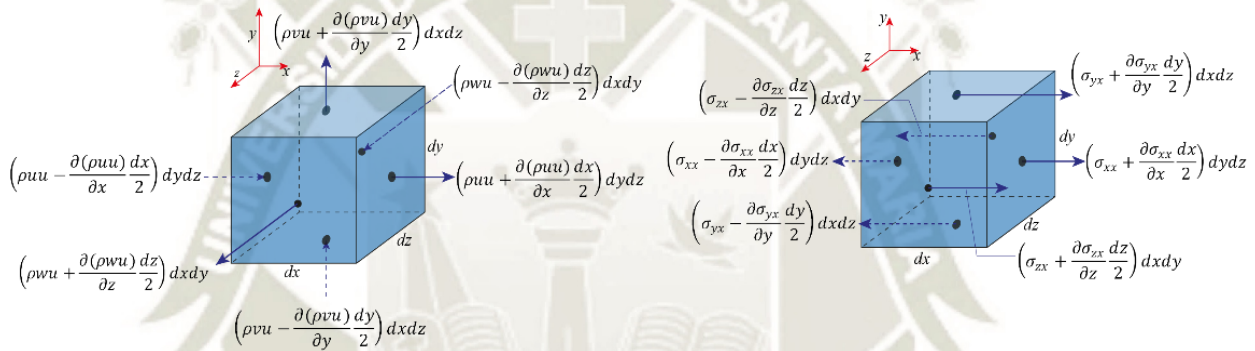 y
x
z
(ρvu + ∂(ρvu)/∂y dy/2) dxdz
(ρwu − ∂(ρwu)/∂z dz/2) dxdy
(ρuu − ∂(ρuu)/∂x dx/2) dydz
dy
(ρuu + ∂(ρuu)/∂x dx/2) dydz
dz
(ρwu + ∂(ρwu)/∂z dz/2) dxdy
dx
(ρvu − ∂(ρvu)/∂y dy/2) dxdz
y
x
z
(σyx + ∂σyx/∂y dy/2) dxdz
(σzx − ∂σzx/∂z dz/2) dxdy
dy
(σxx − ∂σxx/∂x dx/2) dydz
(σxx + ∂σxx/∂x dx/2) dydz
(σyx − ∂σyx/∂y dy/2) dxdz
dz
dx
(σzx + ∂σzx/∂z dz/2) dxdy
SANTA